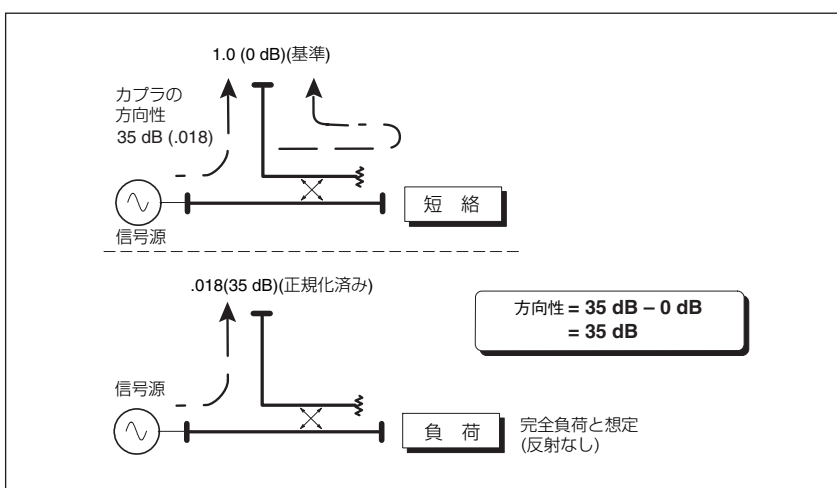 1.0 (0 dB)(基準)
カプラの
方向性
35 dB (.018)
短 絡
信号源
.018(35 dB)(正規化済み)
方向性 = 35 dB – 0 dB
= 35 dB
信号源
負 荷
完全負荷と想定
(反射なし)